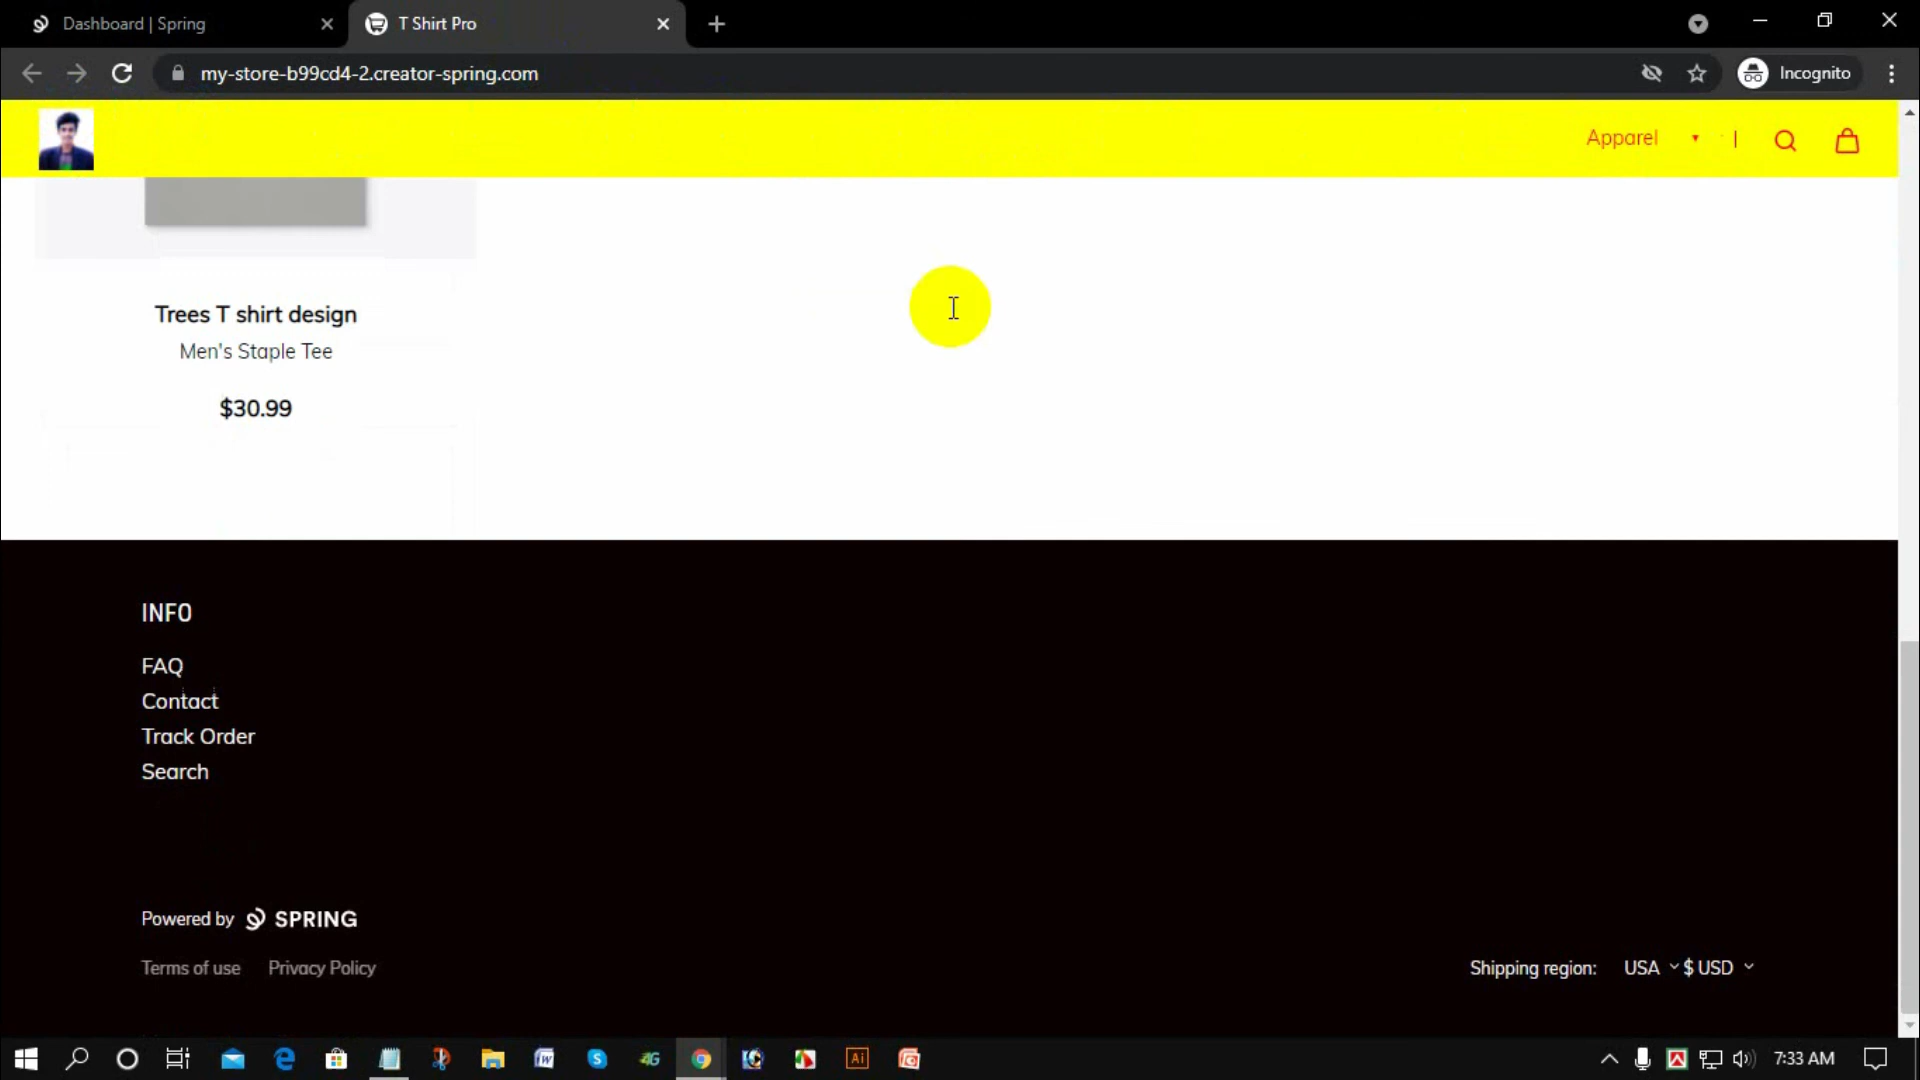 Dashboard | Spring
T Shirt Pro
my-store-b99cd4-2.creator-spring.com
Incognito
Apparel
Trees T shirt design
Men's Staple Tee
$30.99
INFO
FAQ
Contact
Track Order
Search
Powered by SPRING
Terms of use Privacy Policy
Shipping region: USA $ USD
4G
Ai
7:33 AM